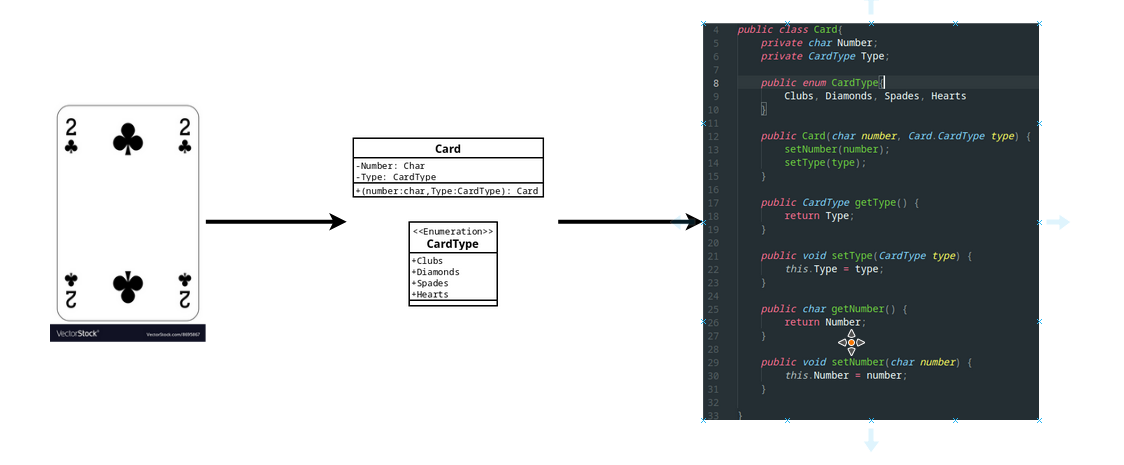 2 2
2 2
VectorStock® VectorStock.com/8695867
Card
-Number: Char
-Type: CardType
+(number:char,Type:CardType): Card
<<Enumeration>>
CardType
+Clubs
+Diamonds
+Spades
+Hearts
4 public class Card{
5 private char Number;
6 private CardType Type;
7
8 public enum CardType{
9 Clubs, Diamonds, Spades, Hearts
10 }
11
12 public Card(char number, Card.CardType type) {
13 setNumber(number);
14 setType(type);
15 }
16
17 public CardType getType() {
18 return Type;
19 }
20
21 public void setType(CardType type) {
22 this.Type = type;
23 }
24
25 public char getNumber() {
26 return Number;
27 }
28
29 public void setNumber(char number) {
30 this.Number = number;
31 }
32
33 }